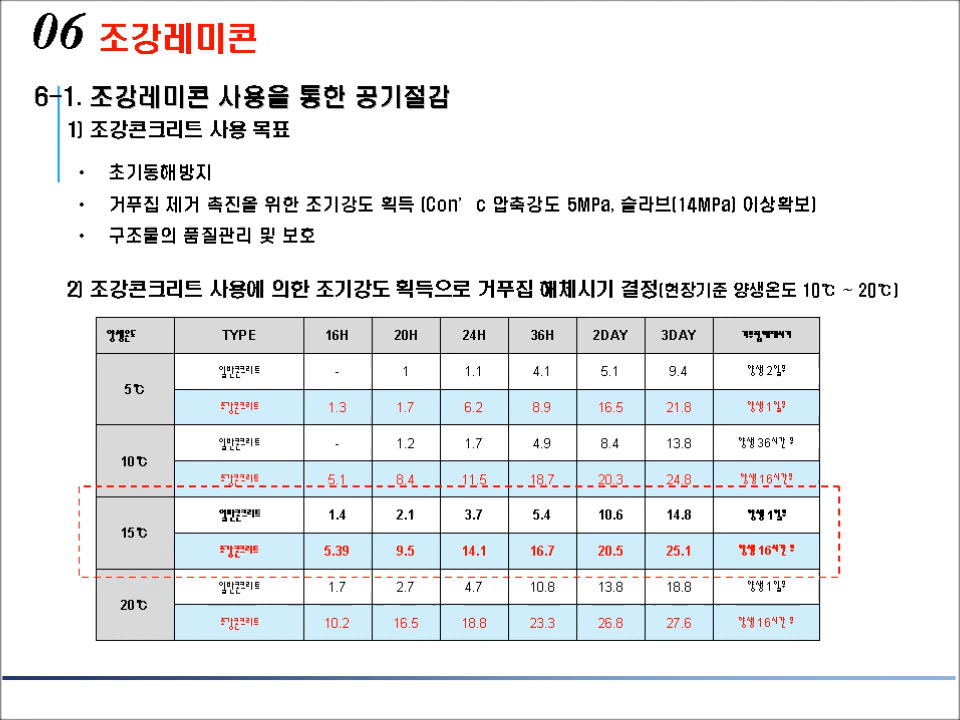 06 조강레미콘
6-1. 조강레미콘 사용을 통한 공기절감
1) 조강콘크리트 사용 목표
· 초기동해방지
· 거푸집 제거 촉진을 위한 조기강도 획득 (Con’c 압축강도 5MPa, 슬라브(14MPa) 이상확보)
· 구조물의 품질관리 및 보호
2) 조강콘크리트 사용에 의한 조기강도 획득으로 거푸집 해체시기 결정(현장기준 양생온도 10℃ ~ 20℃)
양생온도 TYPE 16H 20H 24H 36H 2DAY 3DAY 거푸집해체시기
5℃
일반콘크리트 - 1 1.1 4.1 5.1 9.4 양생 2일후
조강콘크리트 1.3 1.7 6.2 8.9 16.5 21.8 양생 1일후
10℃
일반콘크리트 - 1.2 1.7 4.9 8.4 13.8 양생 36시간 후
조강콘크리트 5.1 8.4 11.5 18.7 20.3 24.8 양생 16시간후
15℃
일반콘크리트 1.4 2.1 3.7 5.4 10.6 14.8 양생 1일후
조강콘크리트 5.39 9.5 14.1 16.7 20.5 25.1 양생 16시간 후
20℃
일반콘크리트 1.7 2.7 4.7 10.8 13.8 18.8 양생 1일후
조강콘크리트 10.2 16.5 18.8 23.3 26.8 27.6 양생 16시간 후